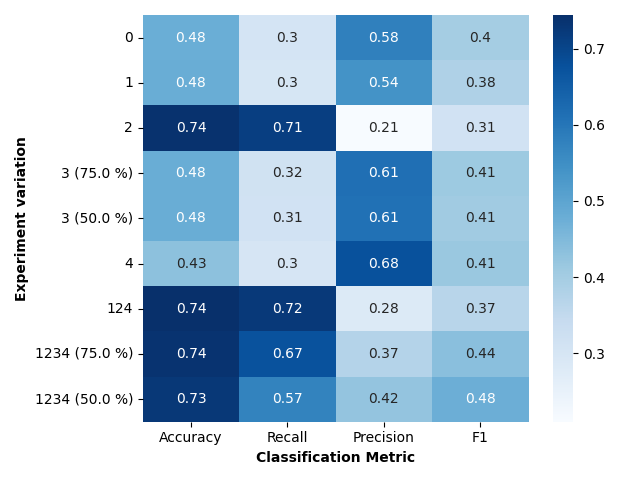 0 0.48 0.3 0.58 0.4
0.7
1 0.48 0.3 0.54 0.38
2 0.74 0.71 0.21 0.31
0.6
3 (75.0 %) 0.48 0.32 0.61 0.41
0.5
3 (50.0 %) 0.48 0.31 0.61 0.41
4 0.43 0.3 0.68 0.41
0.4
124 0.74 0.72 0.28 0.37
1234 (75.0 %) 0.74 0.67 0.37 0.44
0.3
1234 (50.0 %) 0.73 0.57 0.42 0.48
Accuracy Recall Precision F1
Classification Metric
Experiment variation